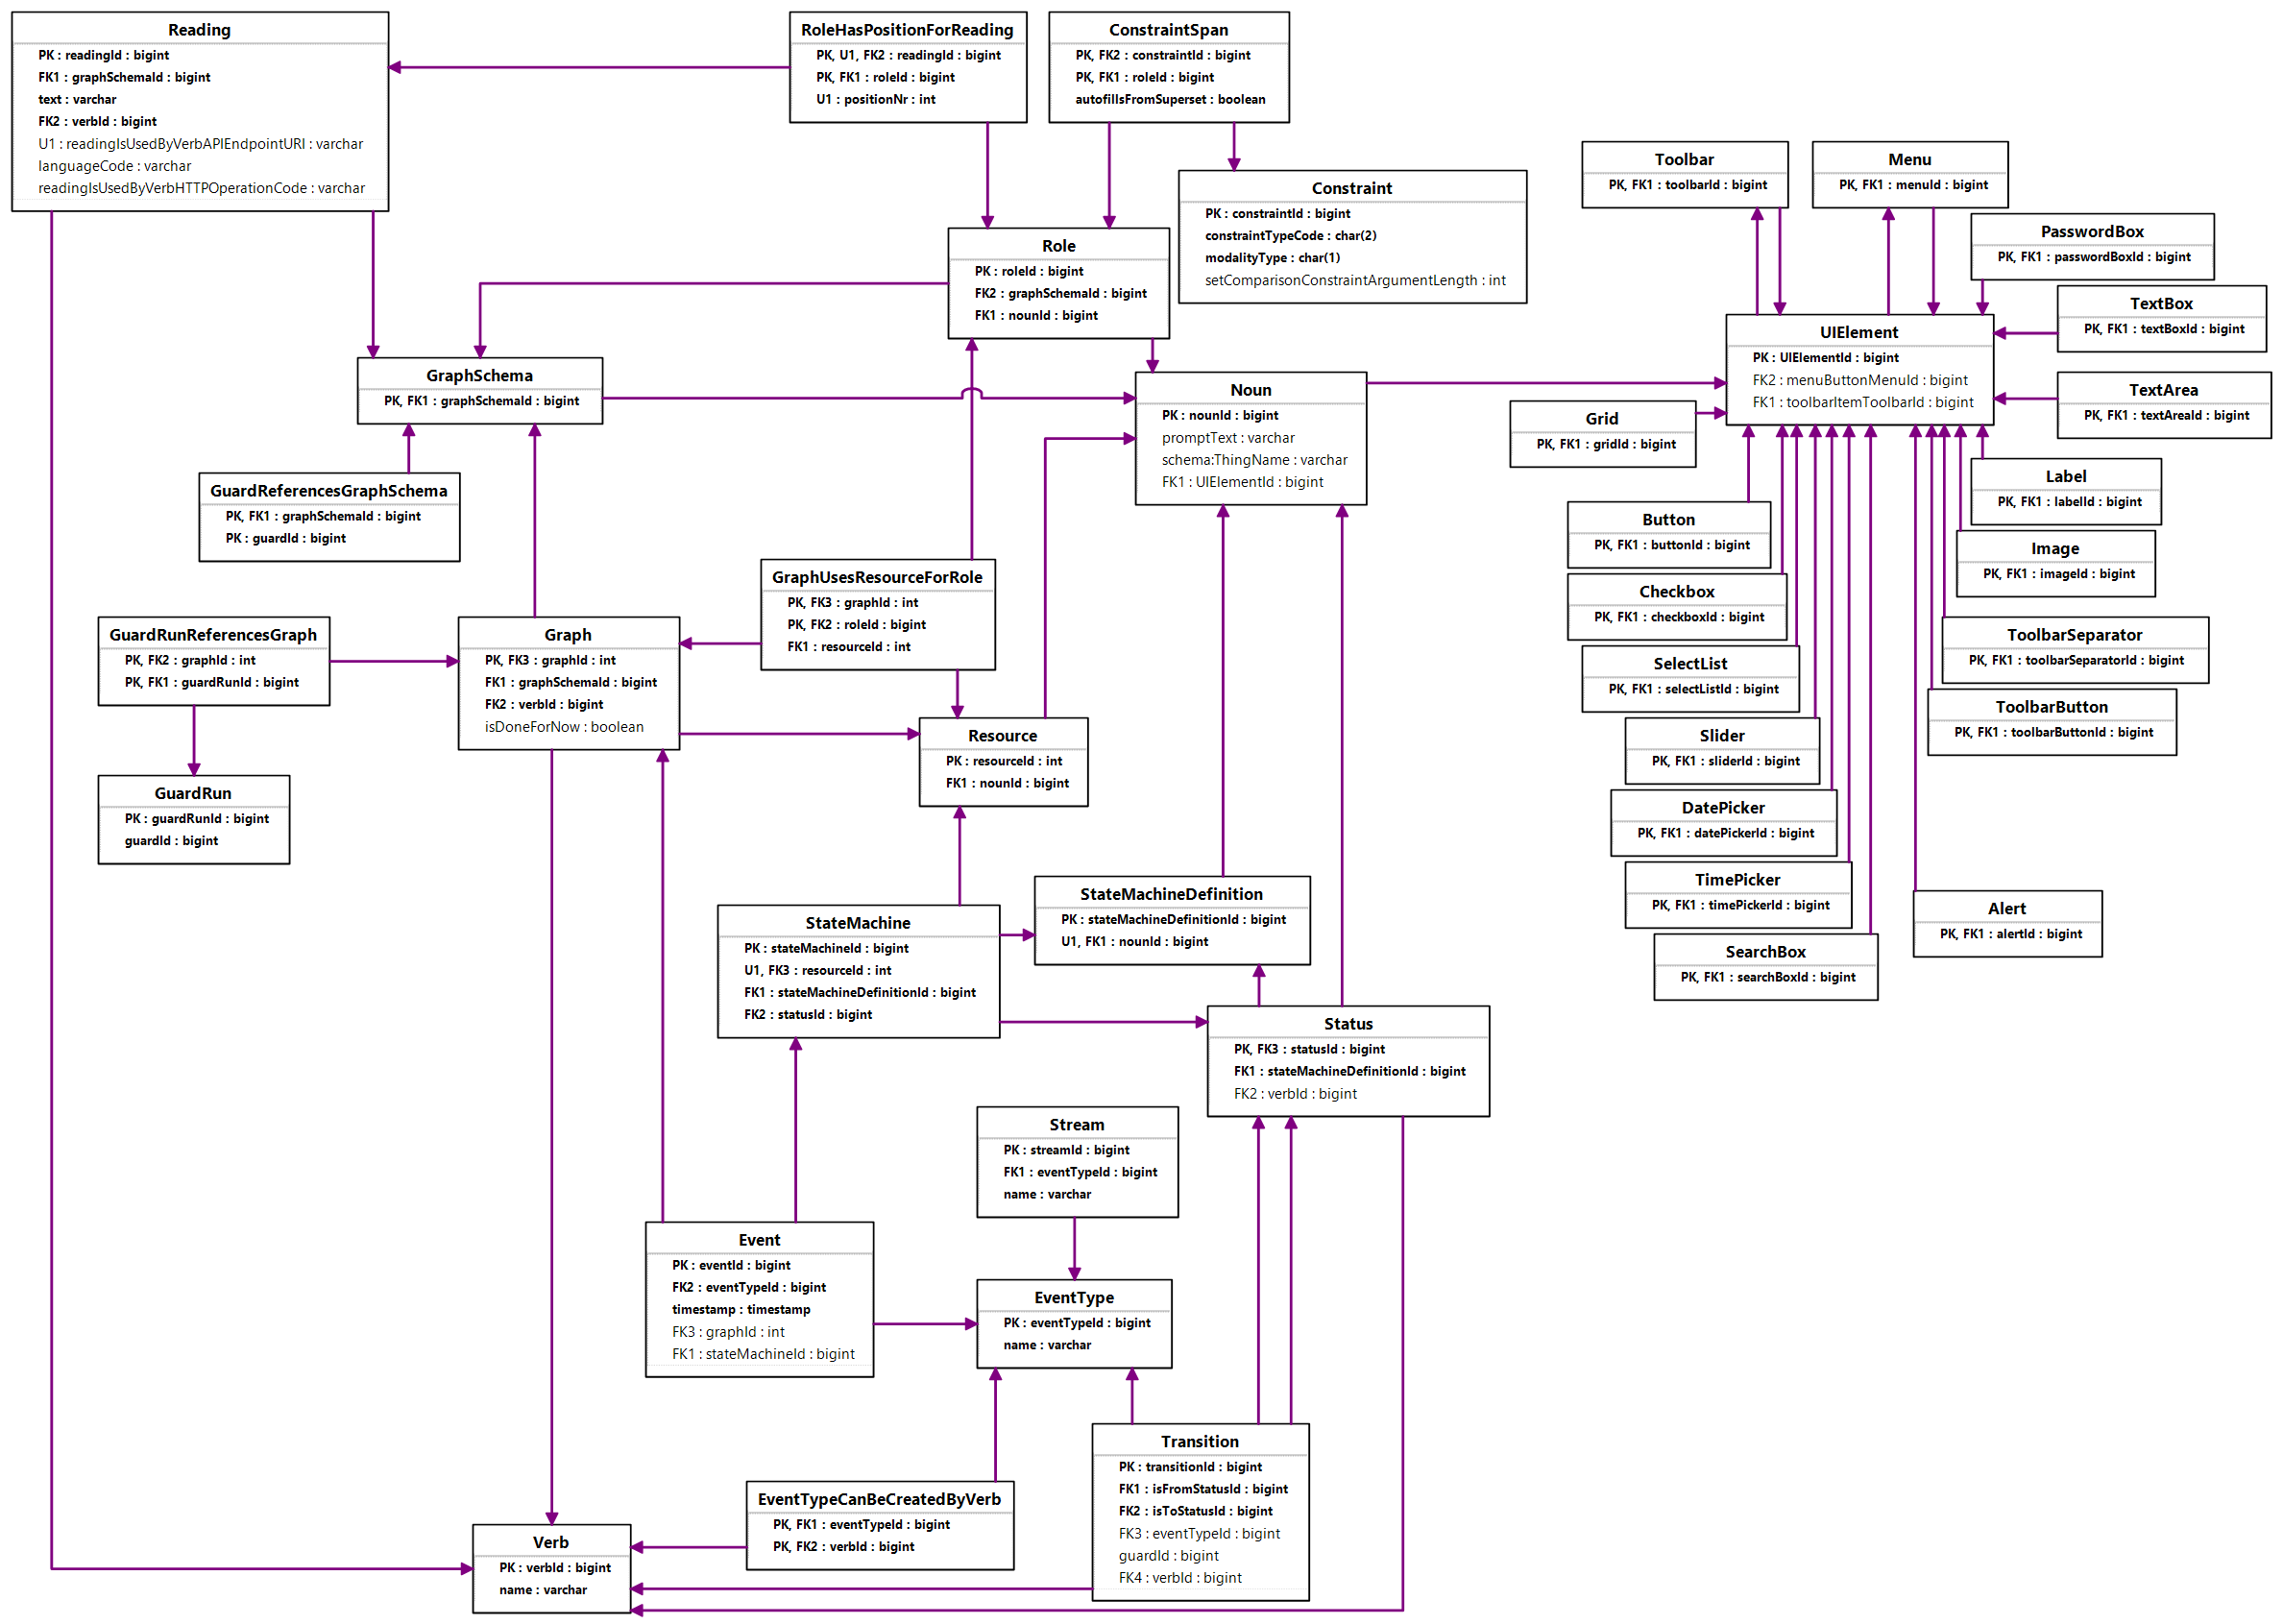 Reading
PK : readingId : bigint
FK1 : graphSchemaId : bigint
text : varchar
FK2 : verbId : bigint
U1 : readingIsUsedByVerbAPIEndpointURI : varchar
languageCode : varchar
readingIsUsedByVerbHTTPOperationCode : varchar
RoleHasPositionForReading
PK, U1, FK2 : readingId : bigint
PK, FK1 : roleId : bigint
U1 : positionNr : int
ConstraintSpan
PK, FK2 : constraintId : bigint
PK, FK1 : roleId : bigint
autofillsFromSuperset : boolean
Constraint
PK : constraintId : bigint
constraintTypeCode : char(2)
modalityType : char(1)
setComparisonConstraintArgumentLength : int
Toolbar
PK, FK1 : toolbarId : bigint
Menu
PK, FK1 : menuId : bigint
PasswordBox
PK, FK1 : passwordBoxId : bigint
TextBox
PK, FK1 : textBoxId : bigint
Role
PK : roleId : bigint
FK2 : graphSchemaId : bigint
FK1 : nounId : bigint
UIElement
PK : UIElementId : bigint
FK2 : menuButtonMenuId : bigint
FK1 : toolbarItemToolbarId : bigint
TextArea
PK, FK1 : textAreaId : bigint
GraphSchema
PK, FK1 : graphSchemaId : bigint
Noun
PK : nounId : bigint
promptText : varchar
schema:ThingName : varchar
FK1 : UIElementId : bigint
Grid
PK, FK1 : gridId : bigint
Label
PK, FK1 : labelId : bigint
GuardReferencesGraphSchema
PK, FK1 : graphSchemaId : bigint
PK : guardId : bigint
Button
PK, FK1 : buttonId : bigint
Image
PK, FK1 : imageId : bigint
GraphUsesResourceForRole
PK, FK3 : graphId : int
PK, FK2 : roleId : bigint
FK1 : resourceId : int
Checkbox
PK, FK1 : checkboxId : bigint
GuardRunReferencesGraph
PK, FK2 : graphId : int
PK, FK1 : guardRunId : bigint
Graph
PK, FK3 : graphId : int
FK1 : graphSchemaId : bigint
FK2 : verbId : bigint
isDoneForNow : boolean
ToolbarSeparator
PK, FK1 : toolbarSeparatorId : bigint
SelectList
PK, FK1 : selectListId : bigint
ToolbarButton
PK, FK1 : toolbarButtonId : bigint
Resource
PK : resourceId : int
FK1 : nounId : bigint
Slider
PK, FK1 : sliderId : bigint
GuardRun
PK : guardRunId : bigint
guardId : bigint
DatePicker
PK, FK1 : datePickerId : bigint
TimePicker
PK, FK1 : timePickerId : bigint
StateMachineDefinition
PK : stateMachineDefinitionId : bigint
U1, FK1 : nounId : bigint
Alert
PK, FK1 : alertId : bigint
StateMachine
PK : stateMachineId : bigint
U1, FK3 : resourceId : int
FK1 : stateMachineDefinitionId : bigint
FK2 : statusId : bigint
SearchBox
PK, FK1 : searchBoxId : bigint
Status
PK, FK3 : statusId : bigint
FK1 : stateMachineDefinitionId : bigint
FK2 : verbId : bigint
Stream
PK : streamId : bigint
FK1 : eventTypeId : bigint
name : varchar
Event
PK : eventId : bigint
FK2 : eventTypeId : bigint
timestamp : timestamp
FK3 : graphId : int
FK1 : stateMachineId : bigint
EventType
PK : eventTypeId : bigint
name : varchar
Transition
PK : transitionId : bigint
FK1 : isFromStatusId : bigint
FK2 : isToStatusId : bigint
FK3 : eventTypeId : bigint
guardId : bigint
FK4 : verbId : bigint
EventTypeCanBeCreatedByVerb
PK, FK1 : eventTypeId : bigint
PK, FK2 : verbId : bigint
Verb
PK : verbId : bigint
name : varchar